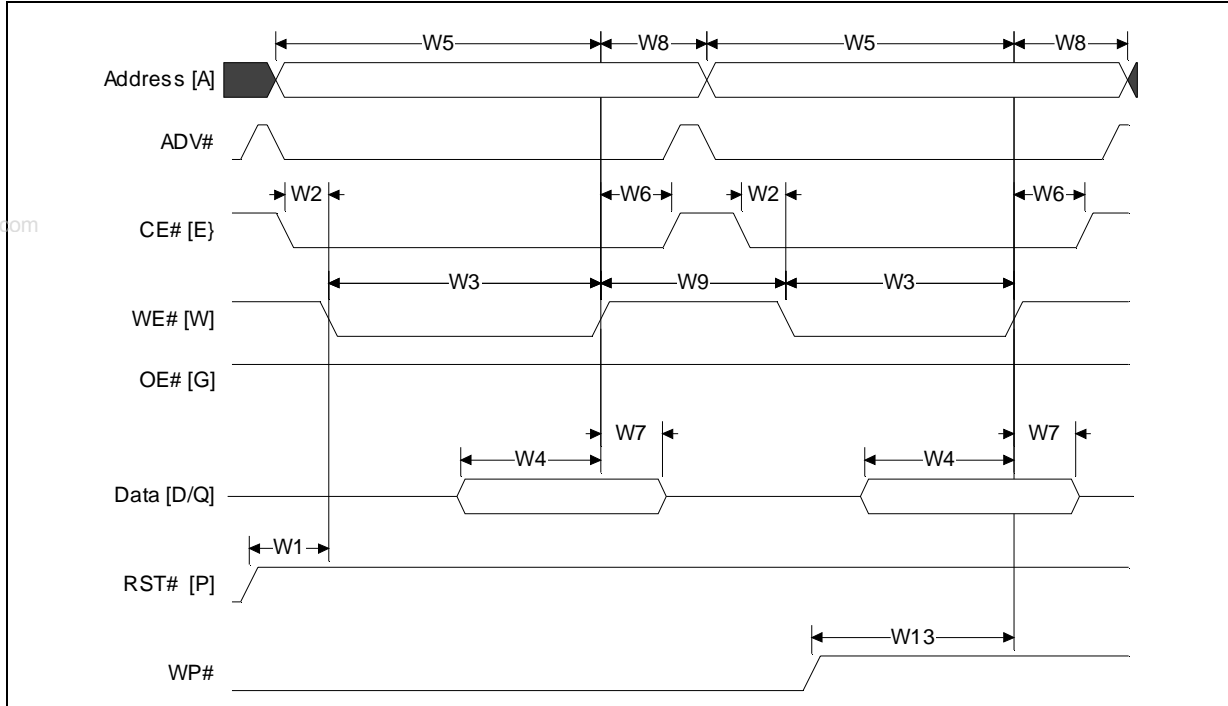 W5 W8 W5 W8
Address [A]
ADV#
W2 W6 W2 W6
com
CE# [E}
W3 W9 W3
WE# [W]
OE# [G]
W7 W7
W4 W4
Data [D/Q]
W1
RST# [P]
W13
WP#